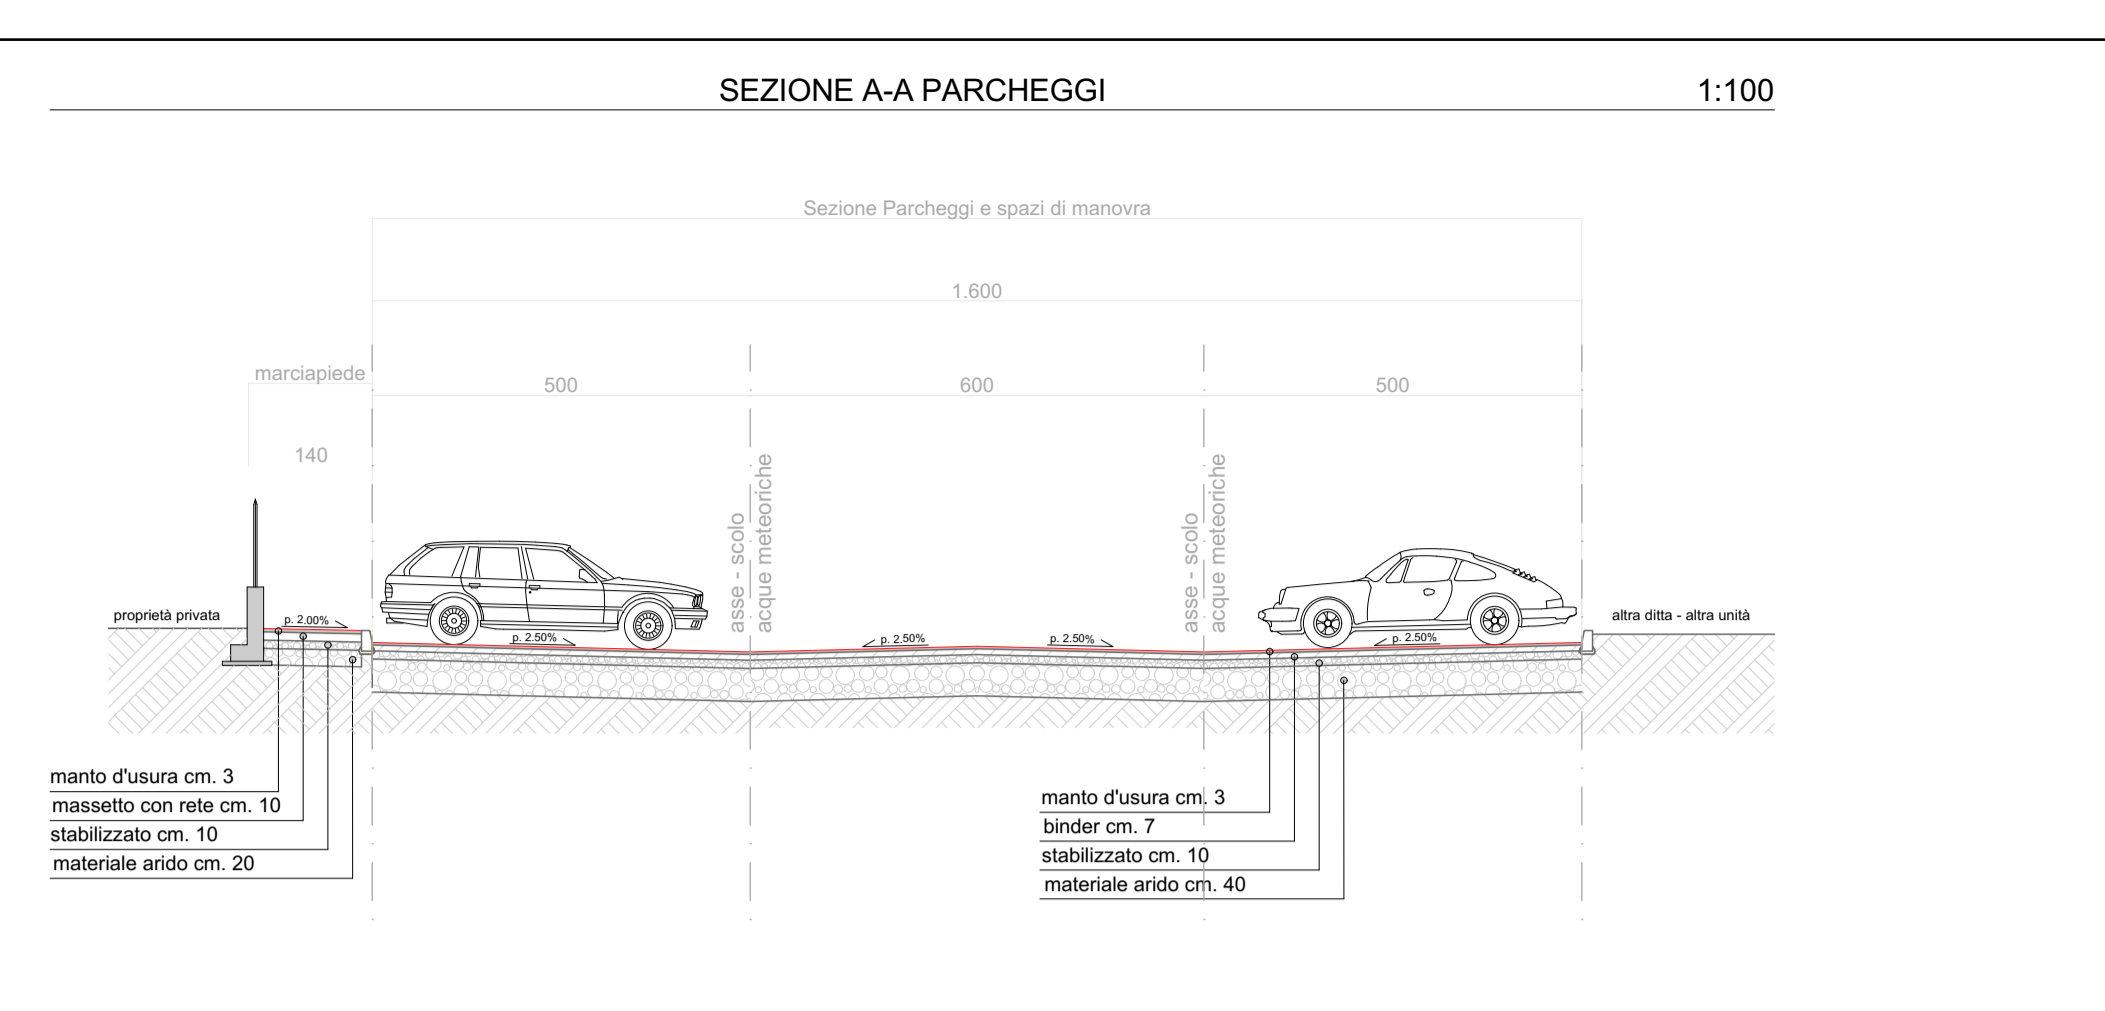 SEZIONE A-A PARCHEGGI
1:100
Sezione Parcheggi e spazi di manovra
1.600
marciapiede
500
600
500
140
asse - scolo
acque meteoriche
asse - scolo
acque meteoriche
proprietà privata
p. 2.00%
p. 2.50%
p. 2.50%
p. 2.50%
p. 2.50%
altra ditta - altra unità
manto d'usura cm. 3
massetto con rete cm. 10
stabilizzato cm. 10
materiale arido cm. 20
manto d'usura cm. 3
binder cm. 7
stabilizzato cm. 10
materiale arido cm. 40